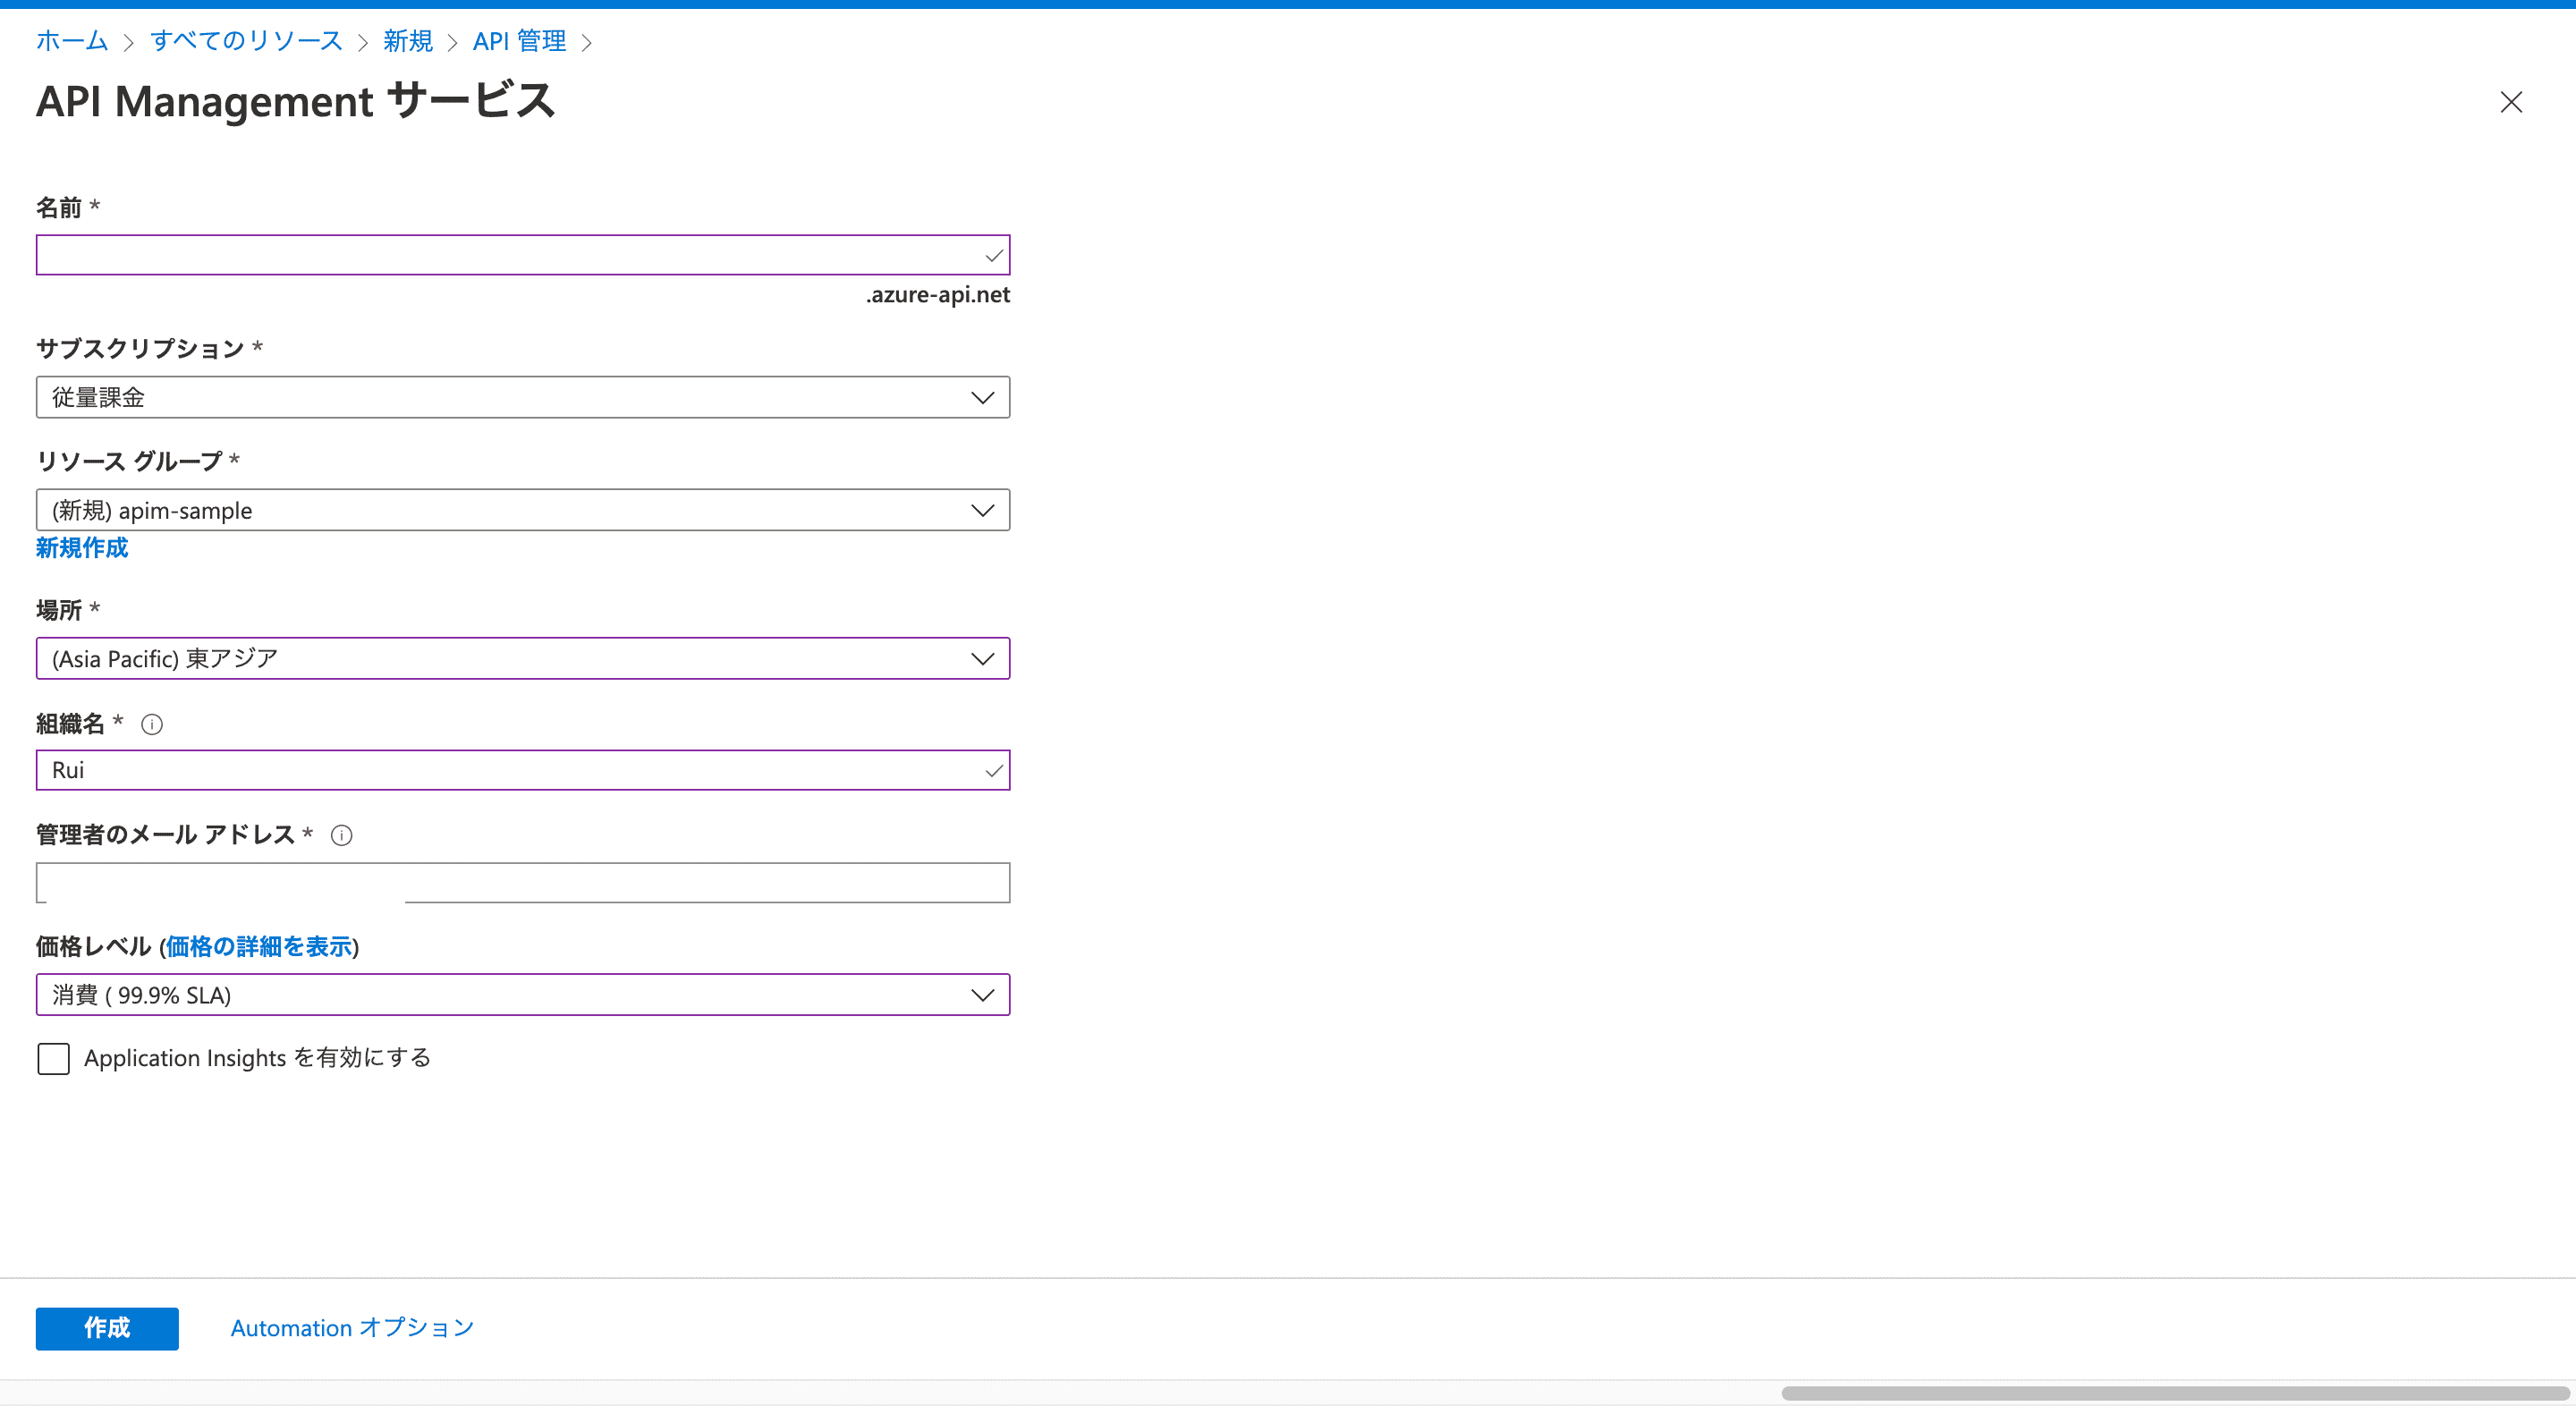 ホーム > すべてのリソース > 新規 > API 管理 >
API Management サービス
名前 *
.azure-api.net
サブスクリプション *
従量課金
リソース グループ *
(新規) apim-sample
新規作成
場所 *
(Asia Pacific) 東アジア
組織名 *
Rui
管理者のメール アドレス *
価格レベル (価格の詳細を表示)
消費 ( 99.9% SLA)
Application Insights を有効にする
作成
Automation オプション